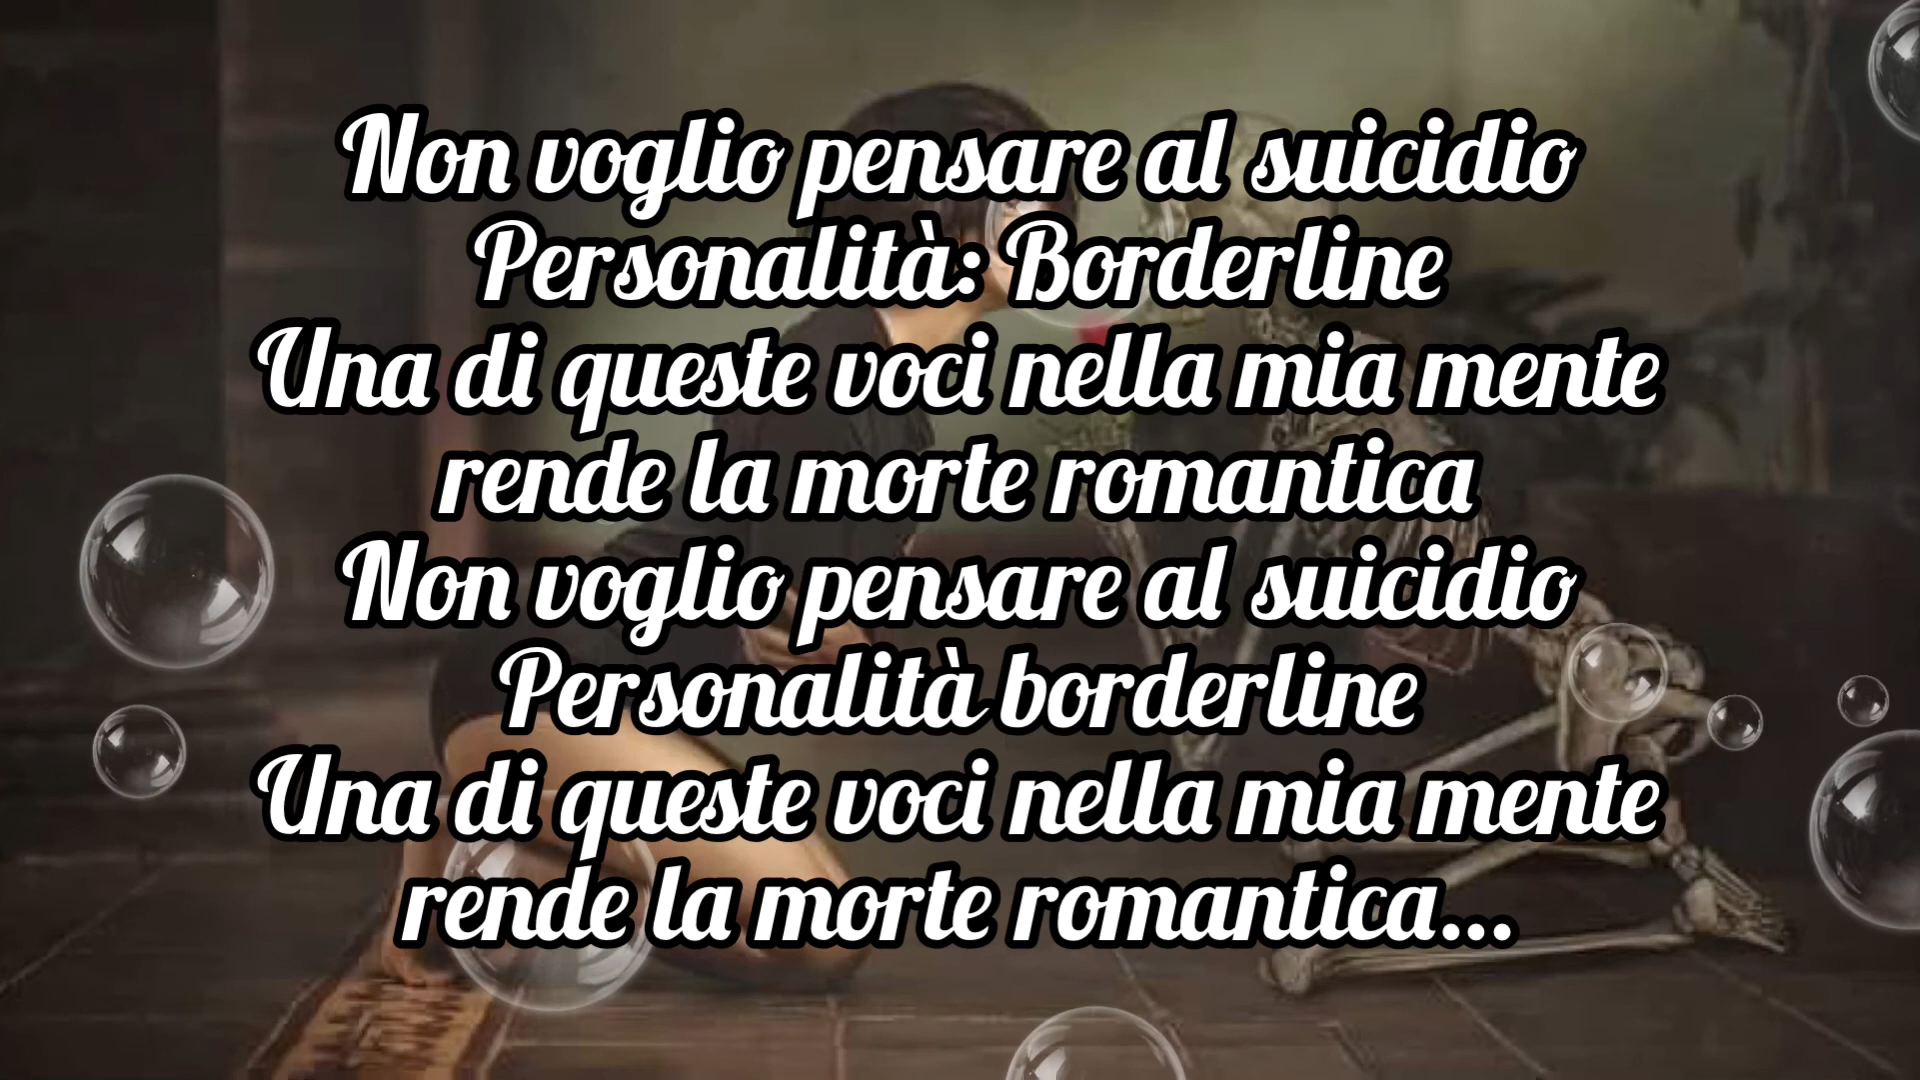 Non voglio pensare al suicidio
Personalità: Borderline
Una di queste voci nella mia mente
rende la morte romantica
Non voglio pensare al suicidio
Personalità borderline
Una di queste voci nella mia mente
rende la morte romantica...